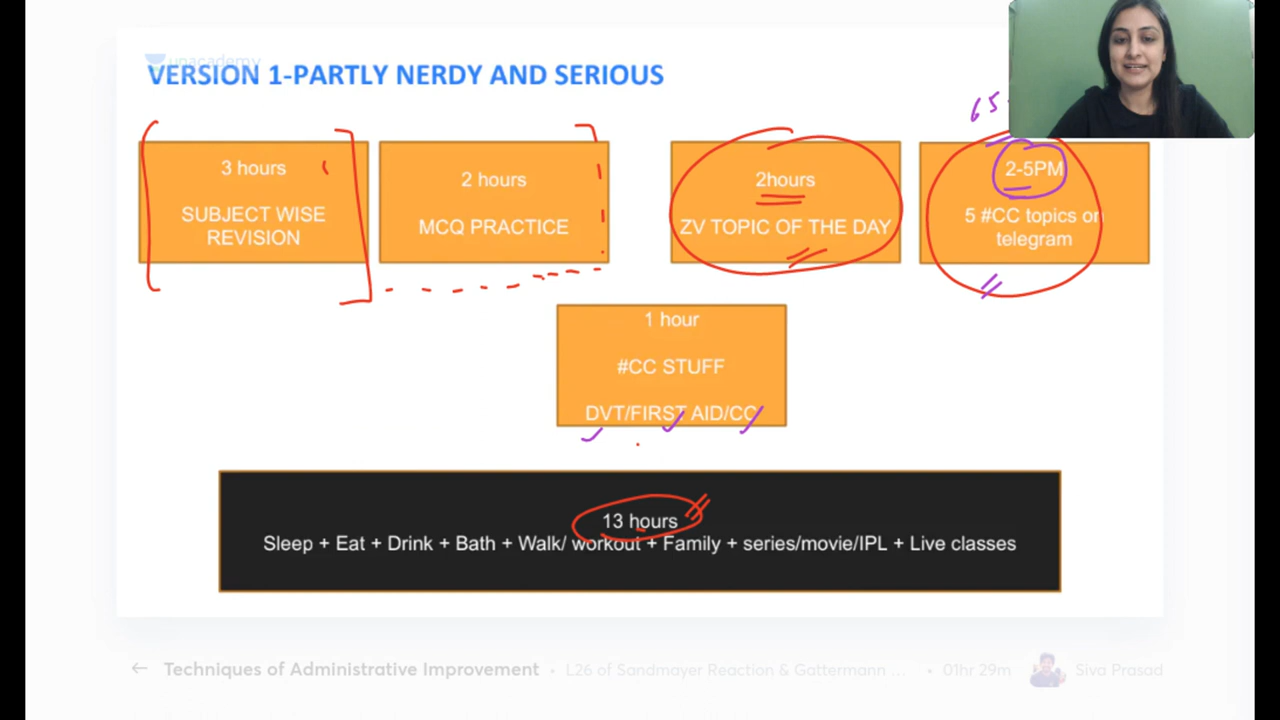 unacademy
VERSION 1-PARTLY NERDY AND SERIOUS
65
3 hours
SUBJECT WISE
REVISION
2 hours
MCQ PRACTICE
2hours
ZV TOPIC OF THE DAY
2-5PM
5 #CC topics on
telegram
1 hour
#CC STUFF
DVT/FIRST AID/CC
13 hours
Sleep + Eat + Drink + Bath + Walk/ workout + Family + series/movie/IPL + Live classes
Techniques of Administrative Improvement • L26 of Sandmayer Reaction & Gattermann ... • 01hr 29m Siva Prasad